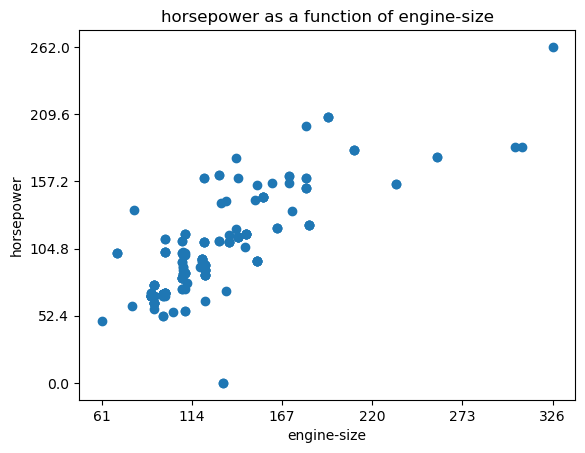 horsepower as a function of engine-size
262.0
209.6
157.2
104.8
52.4
0.0
horsepower
61 114 167 220 273 326
engine-size